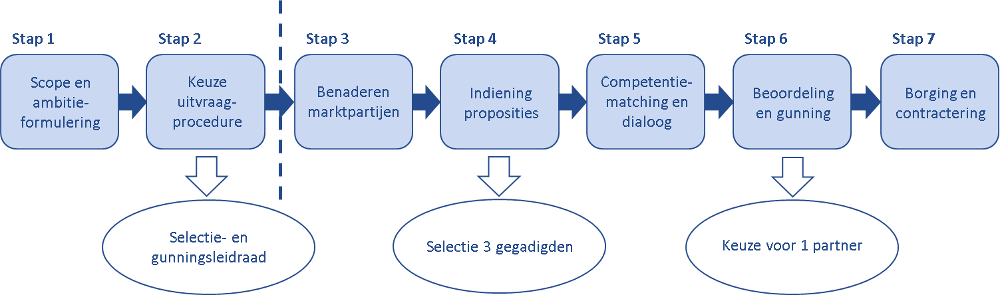 Stap 1
Stap 2
Stap 3
Stap 4
Stap 5
Stap 6
Stap 7
Scope en
ambitie-
formulering
Keuze
uitvraag-
procedure
Benaderen
marktpartijen
Indiening
proposities
Competentie-
matching en
dialoog
Beoordeling
en gunning
Borging en
contractering
Selectie- en
gunningsleidraad
Selectie 3 gegadigden
Keuze voor 1 partner